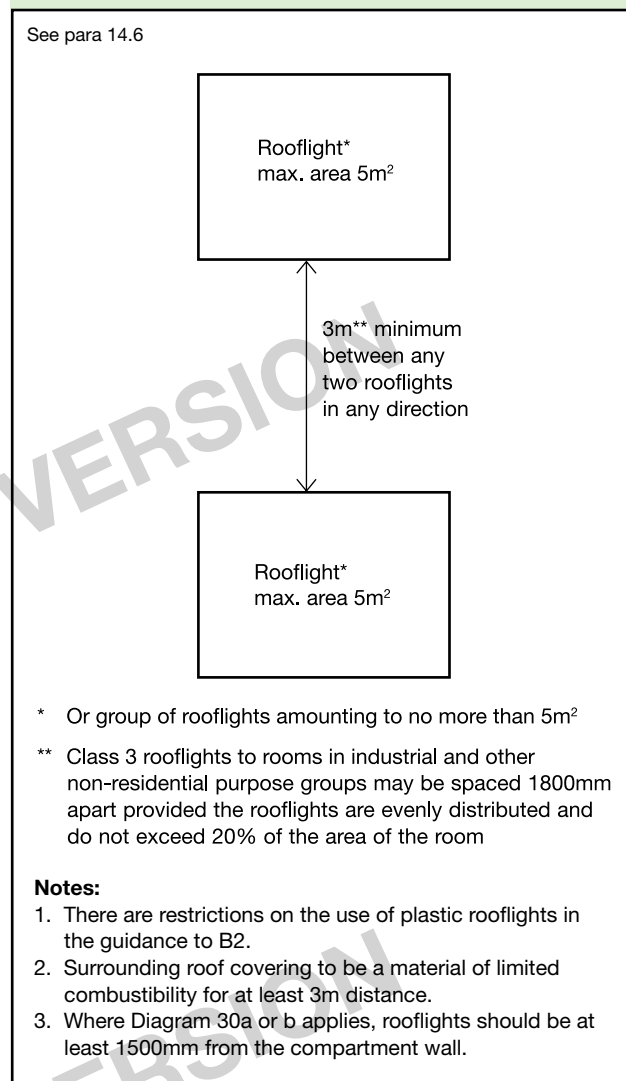 See para 14.6
Rooflight*
max. area 5m²
3m** minimum
between any
two rooflights
in any direction
VERSION
Rooflight*
max. area 5m²
* Or group of rooflights amounting to no more than 5m²
** Class 3 rooflights to rooms in industrial and other
non-residential purpose groups may be spaced 1800mm
apart provided the rooflights are evenly distributed and
do not exceed 20% of the area of the room
Notes:
1. There are restrictions on the use of plastic rooflights in
the guidance to B2.
2. Surrounding roof covering to be a material of limited
combustibility for at least 3m distance.
3. Where Diagram 30a or b applies, rooflights should be at
least 1500mm from the compartment wall.
VERSION